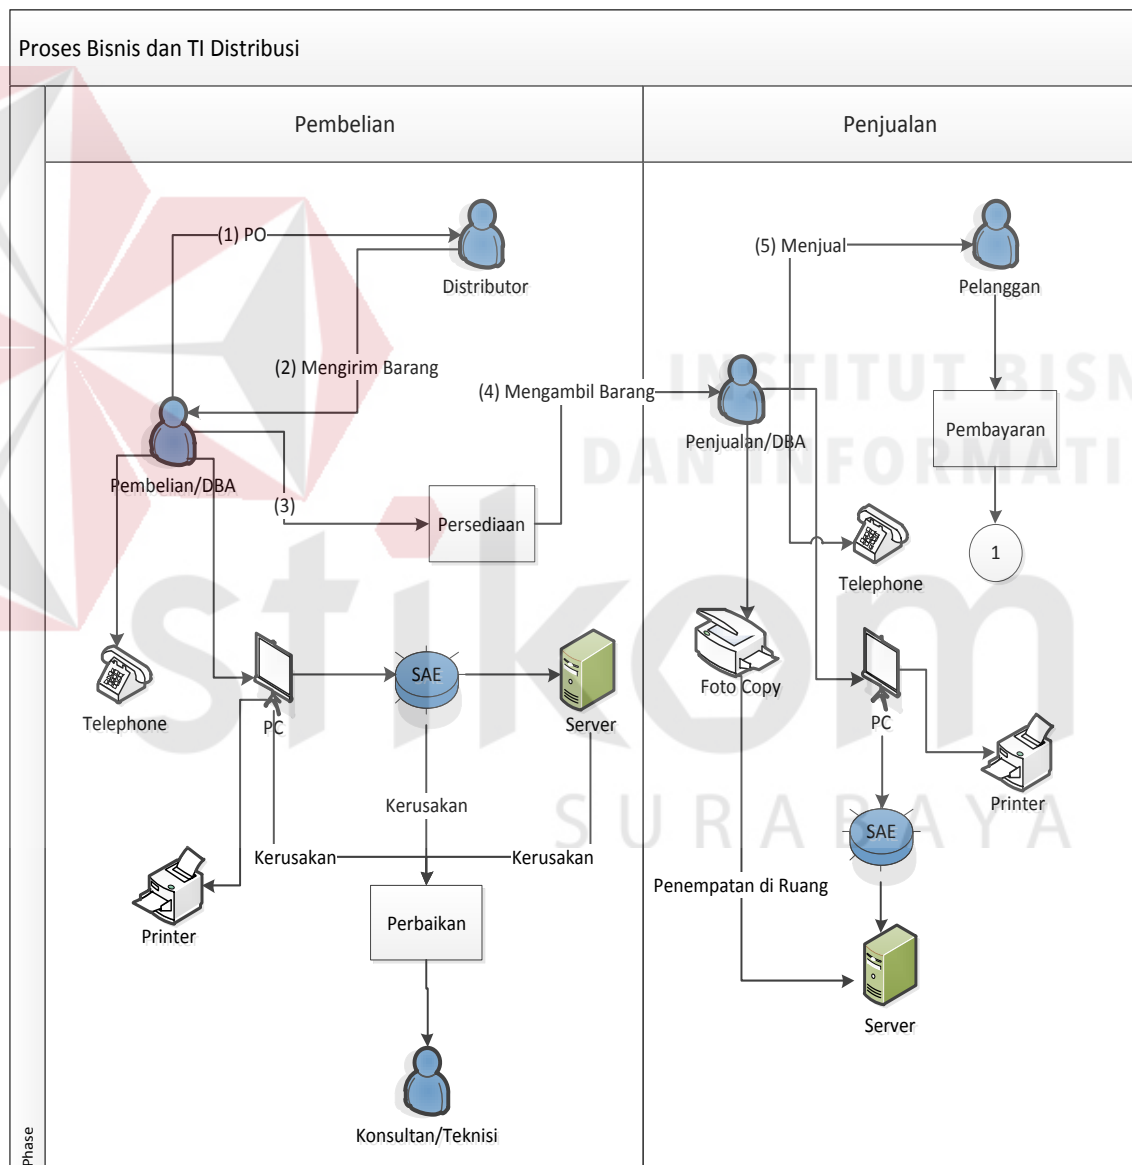 Proses Bisnis dan TI Distribusi
Pembelian
Penjualan
(1) PO
Distributor
(5) Menjual
Pelanggan
(2) Mengirim Barang
(4) Mengambil Barang
Pembelian/DBA
Penjualan/DBA
Pembayaran
(3)
Persediaan
1
Telephone
Telephone
PC
SAE
Server
Foto Copy
PC
Printer
Kerusakan
SAE
Kerusakan
Kerusakan
Penempatan di Ruang
Printer
Perbaikan
Server
Konsultan/Teknisi
Phase
INSTITUT BISN
DAN INFORMATI
stikom
SURABAYA